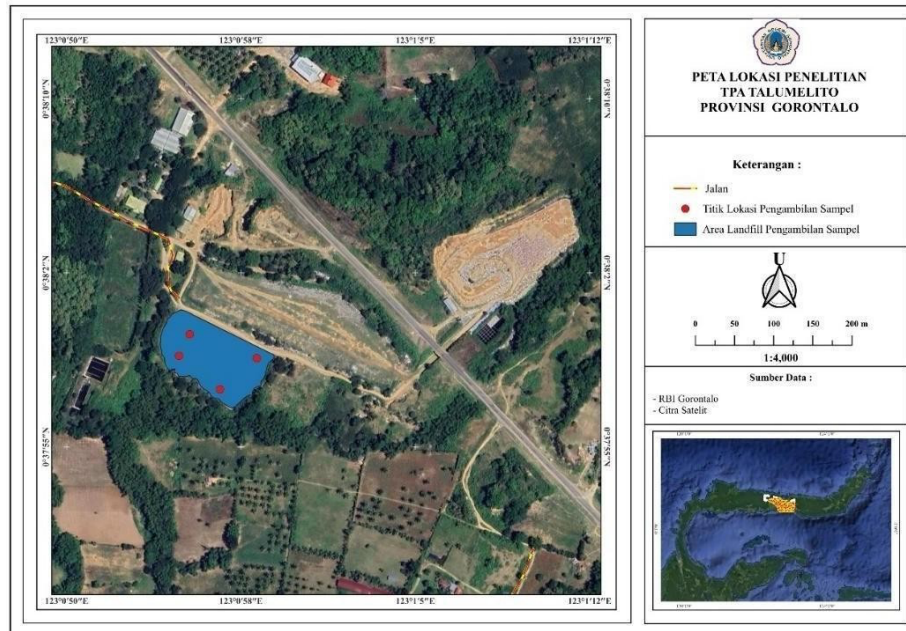 123°0'50"E 123°0'58"E 123°1'5"E 123°1'12"E
0°38'10"N 0°38'10"N
0°38'2"N 0°38'2"N
0°37'55"N 0°37'55"N
123°0'50"E 123°0'58"E 123°1'5"E 123°1'12"E
PETA LOKASI PENELITIAN
TPA TALUMELITO
PROVINSI GORONTALO
Keterangan :
Jalan
Titik Lokasi Pengambilan Sampel
Area Landfill Pengambilan Sampel
U
0 50 100 150 200 m
1:4,000
Sumber Data :
- RBI Gorontalo
- Citra Satelit